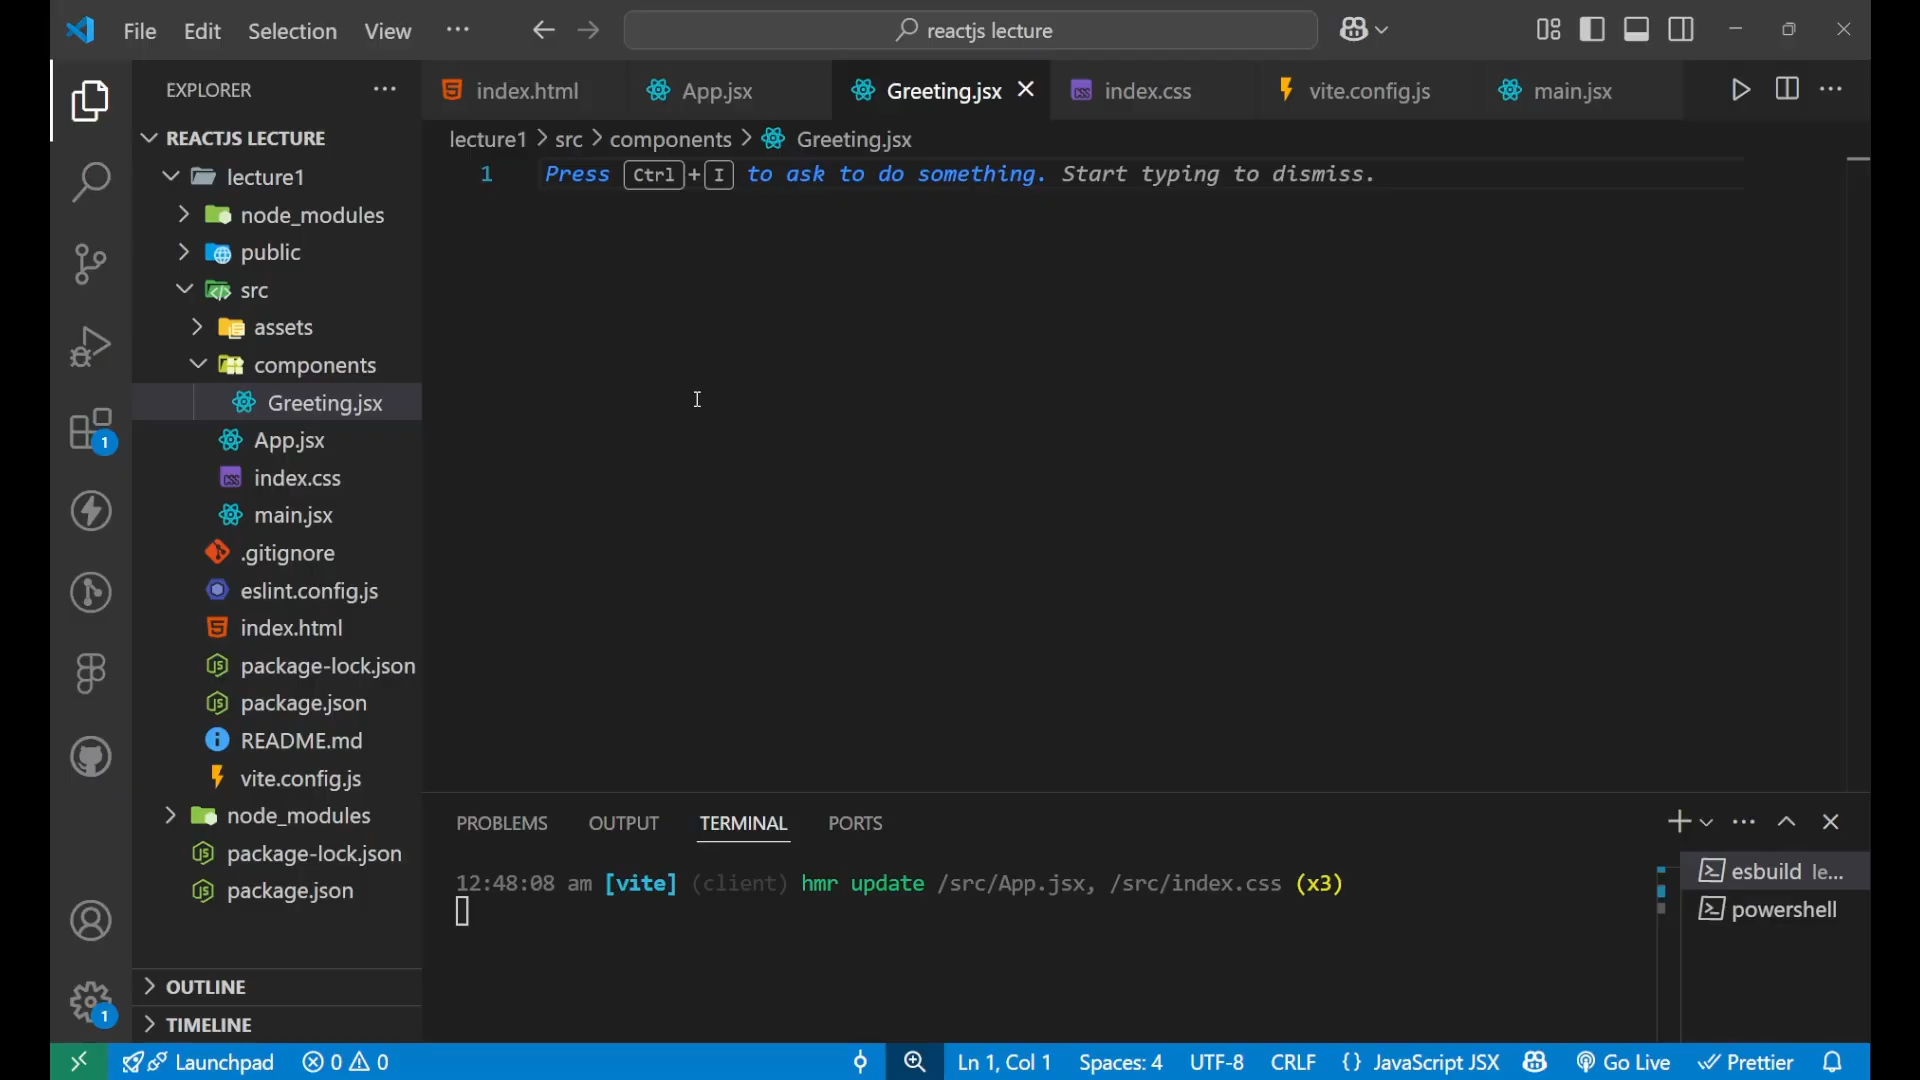 File Edit Selection View ··· reactjs lecture
EXPLORER ···
REACTJS LECTURE
lecture1
node_modules
public
src
assets
components
Greeting.jsx
App.jsx
index.css
main.jsx
.gitignore
eslint.config.js
index.html
package-lock.json
package.json
README.md
vite.config.js
node_modules
package-lock.json
package.json
OUTLINE
TIMELINE
1
1
index.html App.jsx Greeting.jsx index.css vite.config.js main.jsx
lecture1 > src > components > Greeting.jsx
1 Press Ctrl+I to ask to do something. Start typing to dismiss.
PROBLEMS OUTPUT TERMINAL PORTS
12:48:08 am [vite] (client) hmr update /src/App.jsx, /src/index.css (x3)
esbuild le...
powershell
Launchpad 0 0 Ln 1, Col 1 Spaces: 4 UTF-8 CRLF {} JavaScript JSX Go Live Prettier